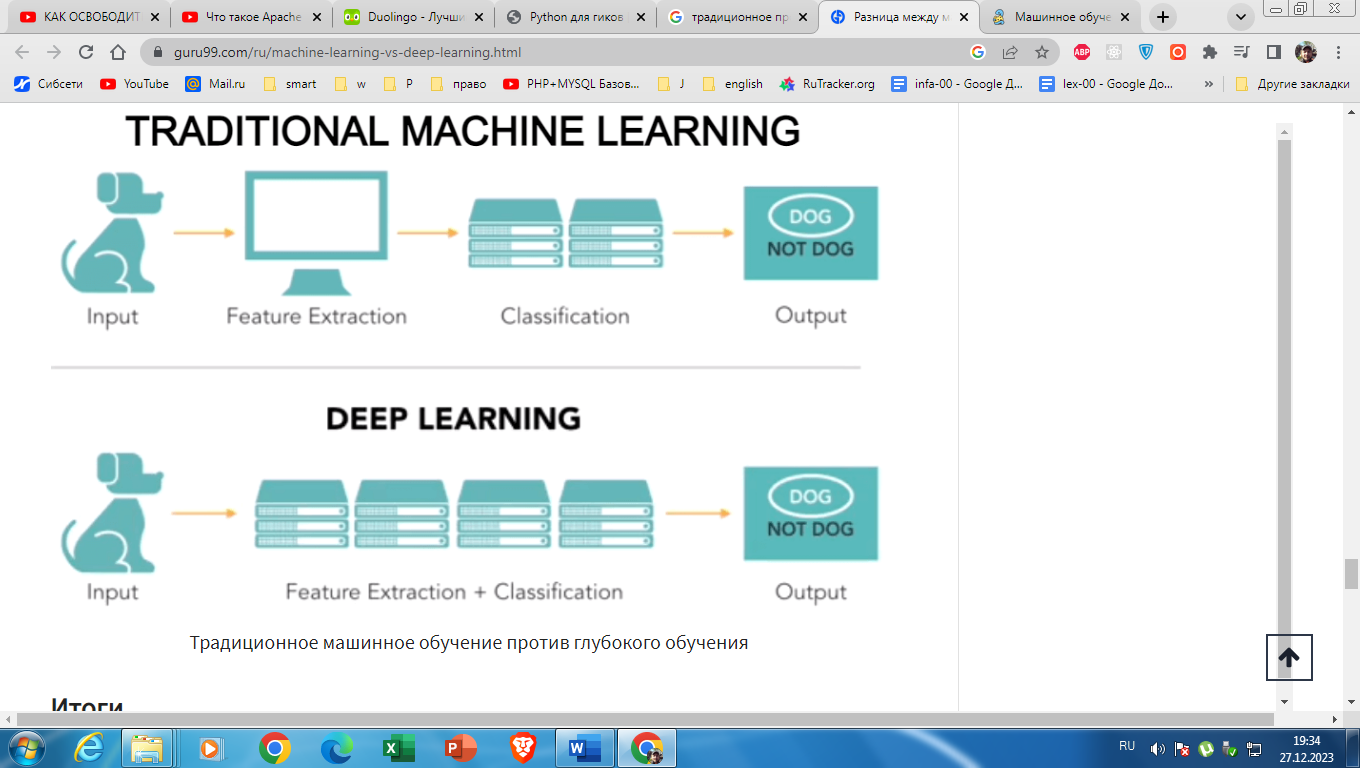 КАК ОСВОБОДИТ
Что такое Apache
Duolingo - Лучши
Python для гиков
традиционное пр
Разница между м
Машинное обуче
guru99.com/ru/machine-learning-vs-deep-learning.html
ABP
Сибсети
YouTube
Mail.ru
smart
w
P
право
PHP+MYSQL Базов...
J
english
RuTracker.org
infa-00 - Google Д...
lex-00 - Google До...
»
Другие закладки
TRADITIONAL MACHINE LEARNING
DOG
NOT DOG
Input
Feature Extraction
Classification
Output
DEEP LEARNING
DOG
NOT DOG
Input
Feature Extraction + Classification
Output
Традиционное машинное обучение против глубокого обучения
Итоги
RU
19:34
27.12.2023